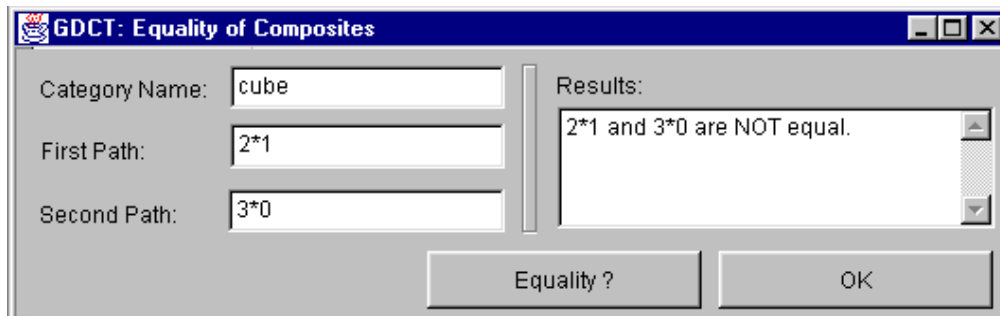 GDCT: Equality of Composites
Category Name: cube
First Path: 2*1
Second Path: 3*0
Results:
2*1 and 3*0 are NOT equal.
Equality ?
OK